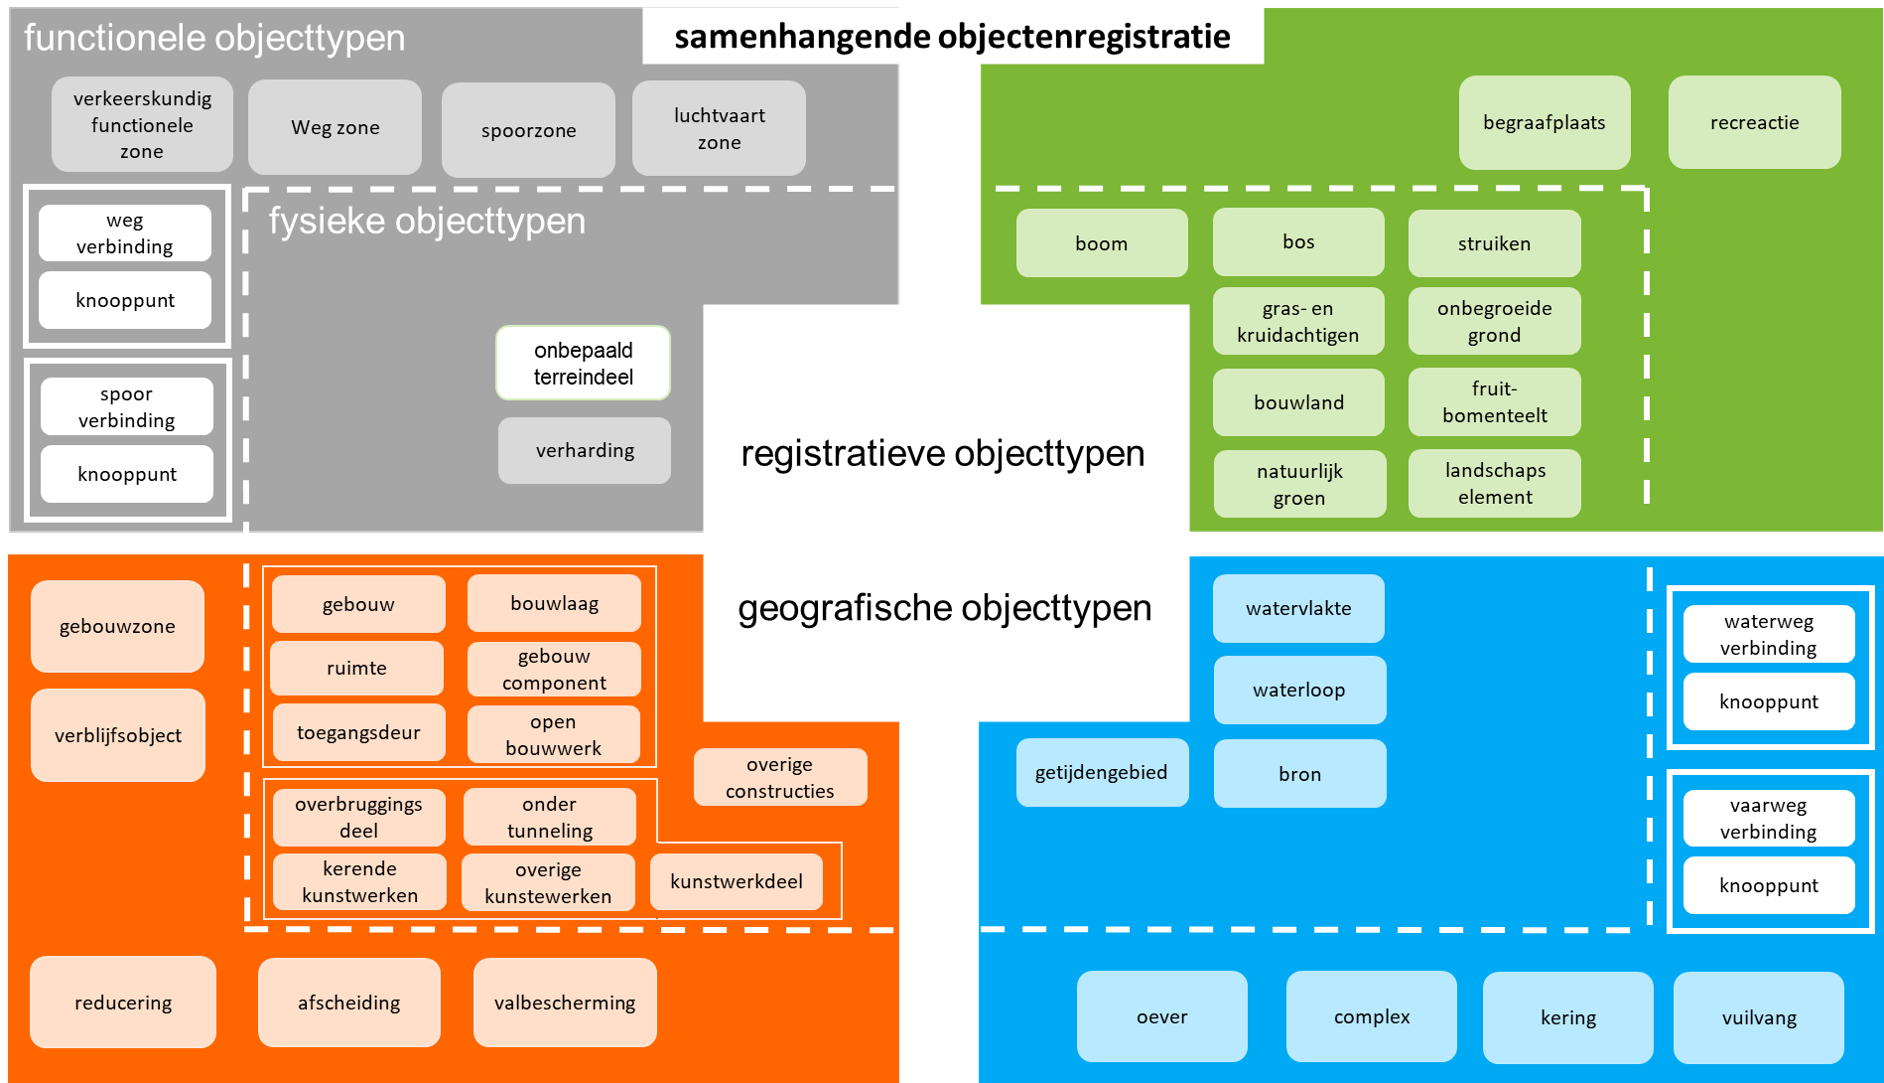 functionele objecttypen
samenhangende objectenregistratie
verkeerskundig
functionele
zone
Weg zone
spoorzone
luchtvaart
zone
weg
verbinding
knooppunt
spoor
verbinding
knooppunt
fysieke objecttypen
onbepaald
terreindeel
verharding
begraafplaats
recreactie
boom
bos
struiken
gras- en
kruidachtigen
onbegroeide
grond
bouwland
fruit-
bomenteelt
natuurlijk
groen
landschaps
element
registratieve objecttypen
geografische objecttypen
gebouwzone
verblijfsobject
gebouw
bouwlaag
ruimte
gebouw
component
toegangsdeur
open
bouwwerk
overige
constructies
overbruggings
deel
onder
tunneling
kerende
kunstwerken
overige
kunstewerken
kunstwerkdeel
reducering
afscheiding
valbescherming
watervlakte
waterloop
getijdengebied
bron
waterweg
verbinding
knooppunt
vaarweg
verbinding
knooppunt
oever
complex
kering
vuilvang